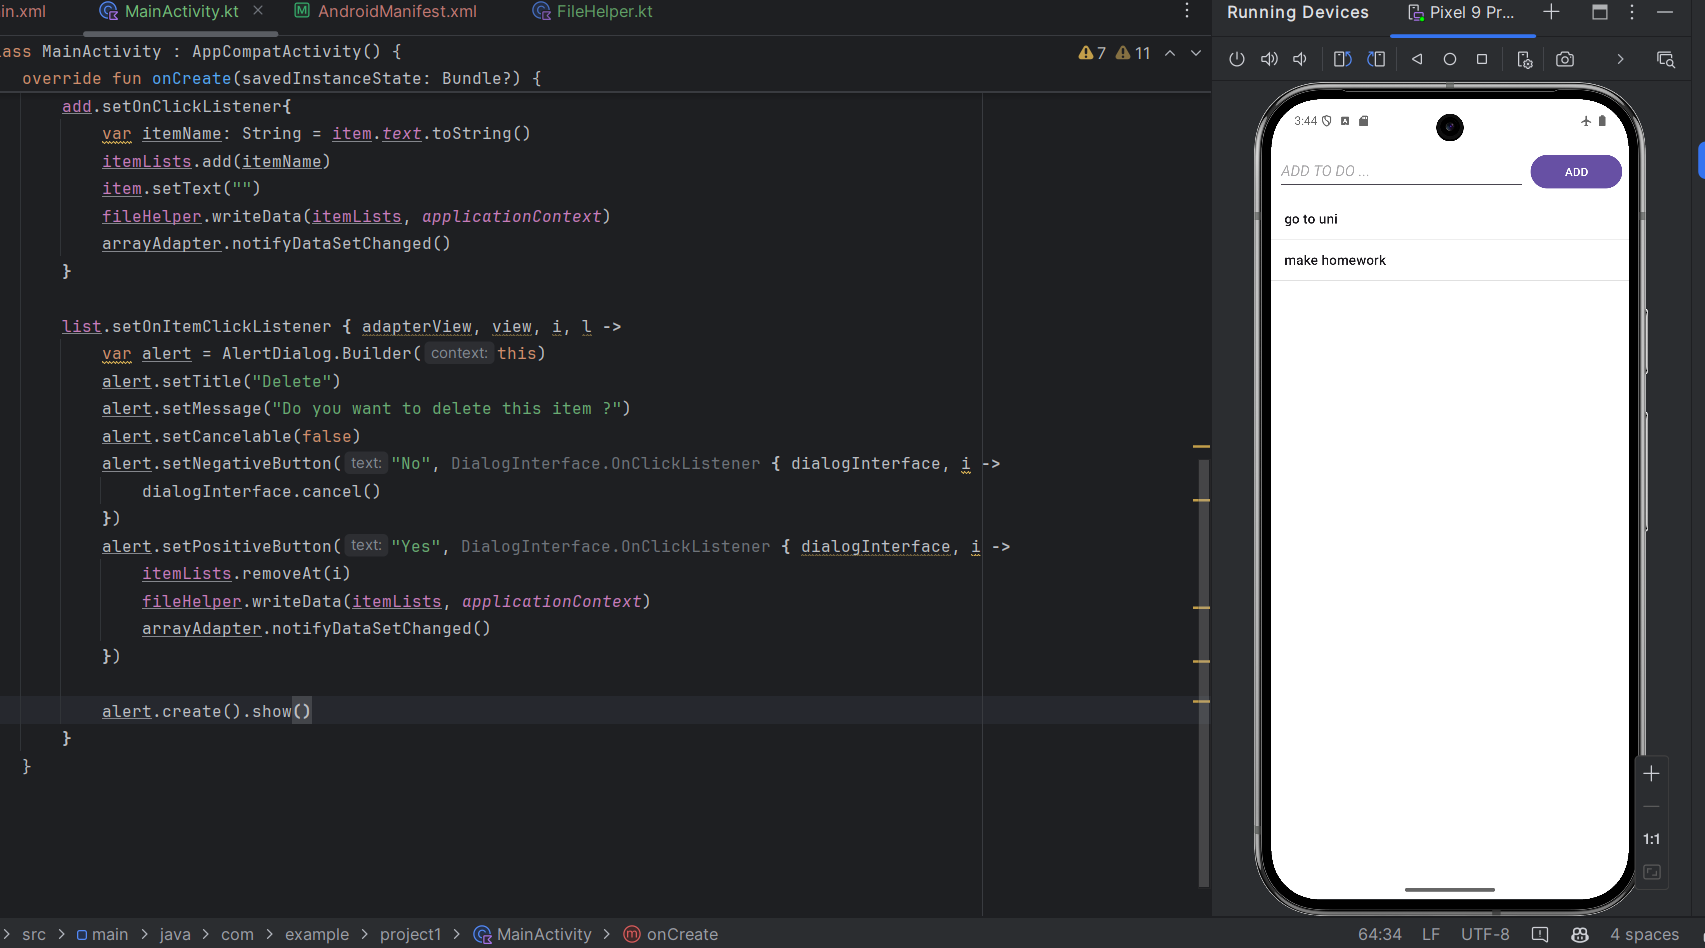 in.xml
MainActivity.kt
AndroidManifest.xml
FileHelper.kt
Running Devices
Pixel 9 Pr...
ass MainActivity : AppCompatActivity() {
7
11
override fun onCreate(savedInstanceState: Bundle?) {
add.setOnClickListener{
var itemName: String = item.text.toString()
itemLists.add(itemName)
item.setText("")
fileHelper.writeData(itemLists, applicationContext)
arrayAdapter.notifyDataSetChanged()
}
list.setOnItemClickListener { adapterView, view, i, l ->
var alert = AlertDialog.Builder( context: this)
alert.setTitle("Delete")
alert.setMessage("Do you want to delete this item ?")
alert.setCancelable(false)
alert.setNegativeButton( text: "No", DialogInterface.OnClickListener { dialogInterface, i ->
dialogInterface.cancel()
})
alert.setPositiveButton( text: "Yes", DialogInterface.OnClickListener { dialogInterface, i ->
itemLists.removeAt(i)
fileHelper.writeData(itemLists, applicationContext)
arrayAdapter.notifyDataSetChanged()
})
alert.create().show()
}
}
3:44
ADD TO DO ...
ADD
go to uni
make homework
1:1
> src > main > java > com > example > project1 > MainActivity > m onCreate
64:34
LF
UTF-8
4 spaces